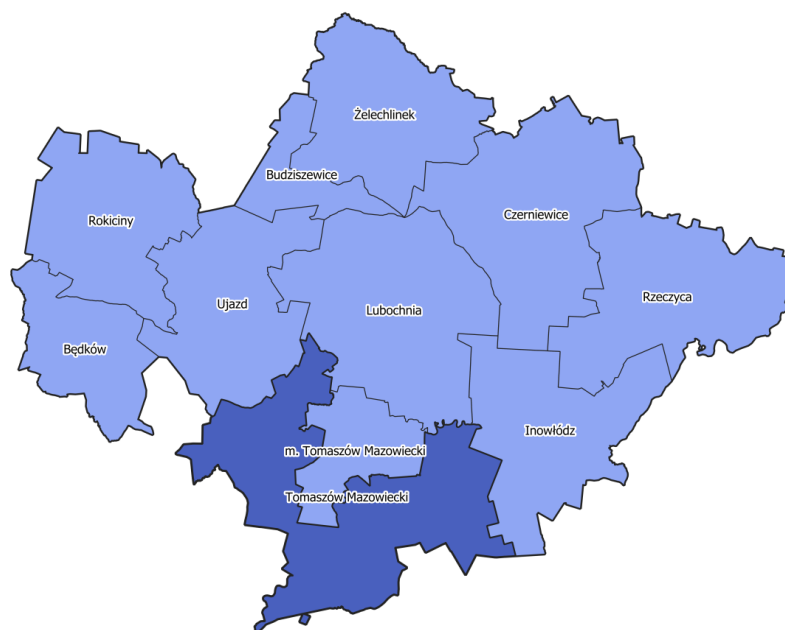 Żelechlinek
Budziszewice
Czerniewice
Rokiciny
Rzeczyca
Ujazd
Lubochnia
Będków
Inowłódz
m. Tomaszów Mazowiecki
Tomaszów Mazowiecki